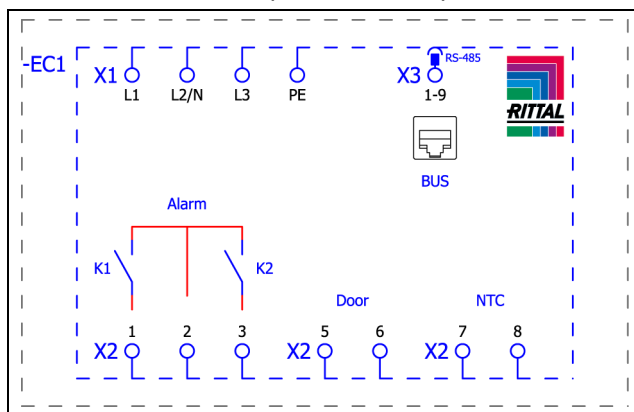 -EC1
X1 L1 L2/N L3 PE
X3 1-9
RS-485
RITTAL
BUS
Alarm
K1 K2
Door NTC
1 2 3 5 6 7 8
X2 X2 X2